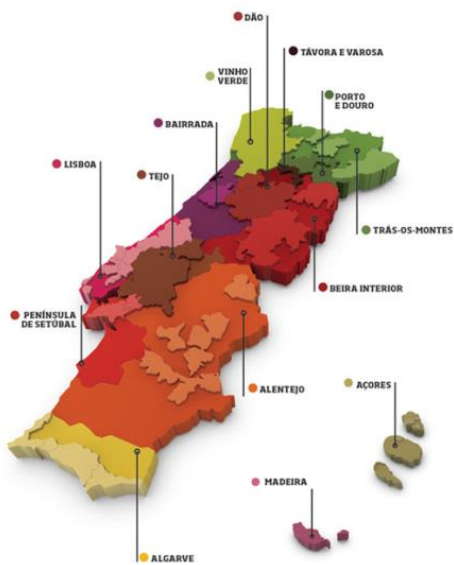 DÃO
TÁVORA E VAROSA
VINHO
VERDE
PORTO
E DOURO
BAIRRADA
LISBOA
TEJO
TRÁS-OS-MONTES
BEIRA INTERIOR
PENÍNSULA
DE SETÚBAL
ALENTEJO
AÇORES
MADEIRA
ALGARVE